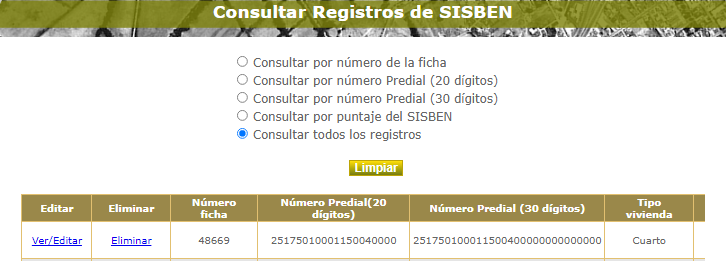 Consultar Registros de SISBEN
Consultar por número de la ficha
Consultar por número Predial (20 dígitos)
Consultar por número Predial (30 dígitos)
Consultar por puntaje del SISBEN
Consultar todos los registros
Limpiar
Editar Eliminar Número ficha Número Predial(20 dígitos) Número Predial (30 dígitos) Tipo vivienda
Ver/Editar Eliminar 48669 25175010001150040000 251750100011500400000000000000 Cuarto